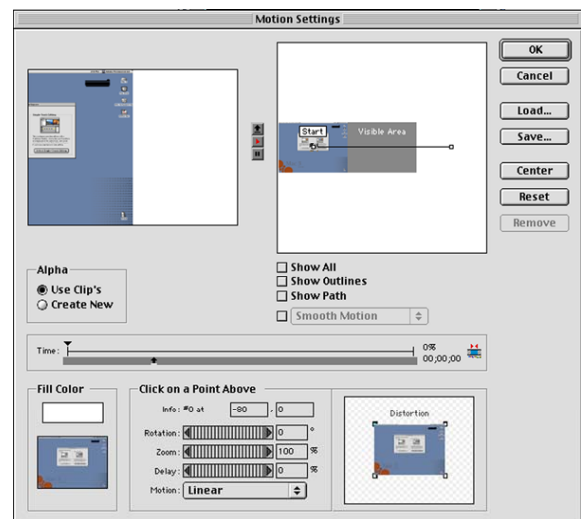 Motion Settings
OK
Cancel
Load...
Save...
Center
Reset
Remove
Start
Visible Area
Alpha
Use Clip's
Create New
Show All
Show Outlines
Show Path
Smooth Motion
Time:
0%
00;00;00
Fill Color
Click on a Point Above
Info: #0 at -80 , 0
Rotation: 0 °
Zoom: 100 %
Delay: 0 %
Motion: Linear
Distortion